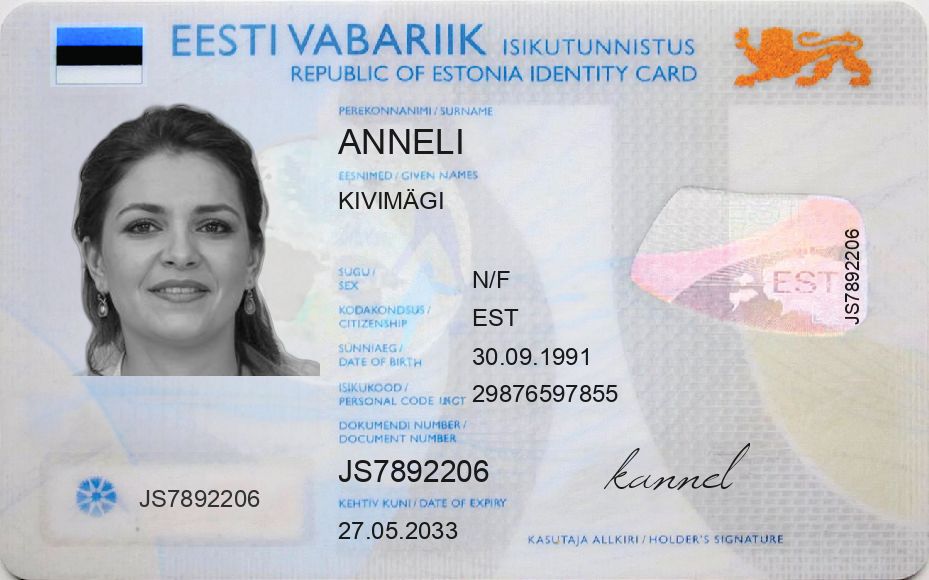 EESTI VABARIIK ISIKUTUNNISTUS
REPUBLIC OF ESTONIA IDENTITY CARD
PEREKONNANIMI / SURNAME
ANNELI
EESNIMED / GIVEN NAMES
KIVIMÄGI
SUGU /
SEX
N/F
KODAKONDSUS /
CITIZENSHIP
EST
SÜNNIAEG /
DATE OF BIRTH
30.09.1991
ISIKUKOOD /
PERSONAL CODE
29876597855
DOKUMENDI NUMBER /
DOCUMENT NUMBER
JS7892206
KEHTIV KUNI / DATE OF EXPIRY
27.05.2033
JS7892206
EST
JS7892206
kannel
KASUTAJA ALLKIRI / HOLDER'S SIGNATURE